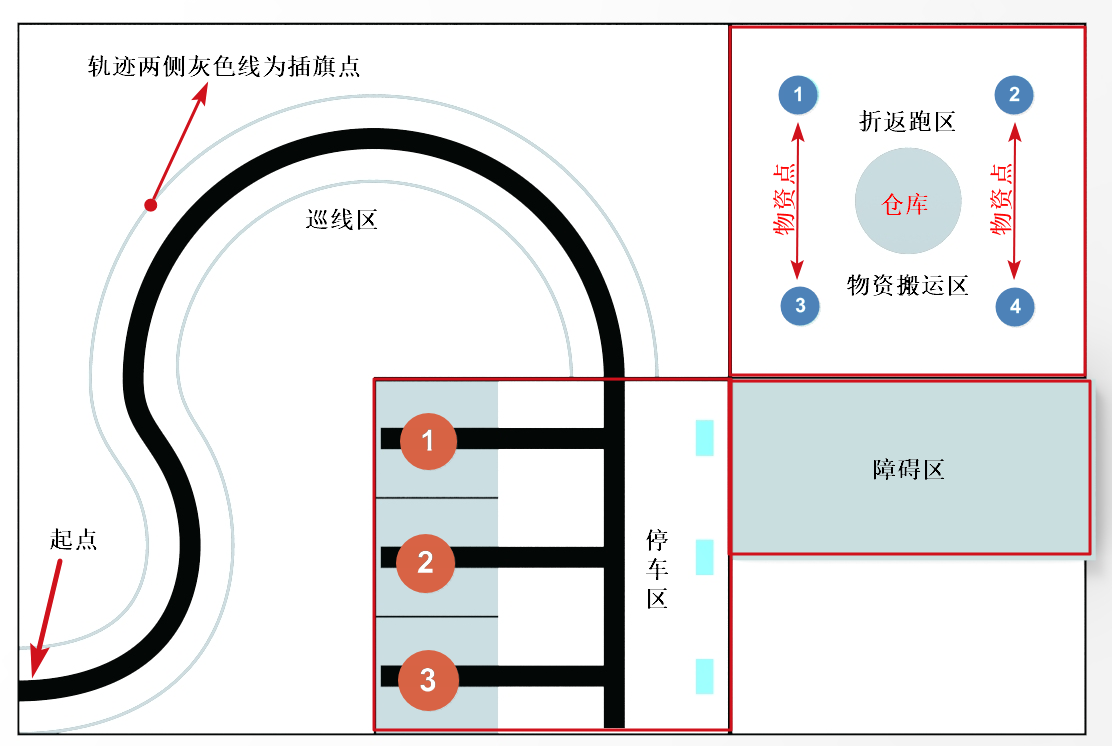 轨迹两侧灰色线为插旗点
1
2
折返跑区
物资点
物资点
仓库
巡线区
物资搬运区
3
4
1
障碍区
起点
停车区
2
3